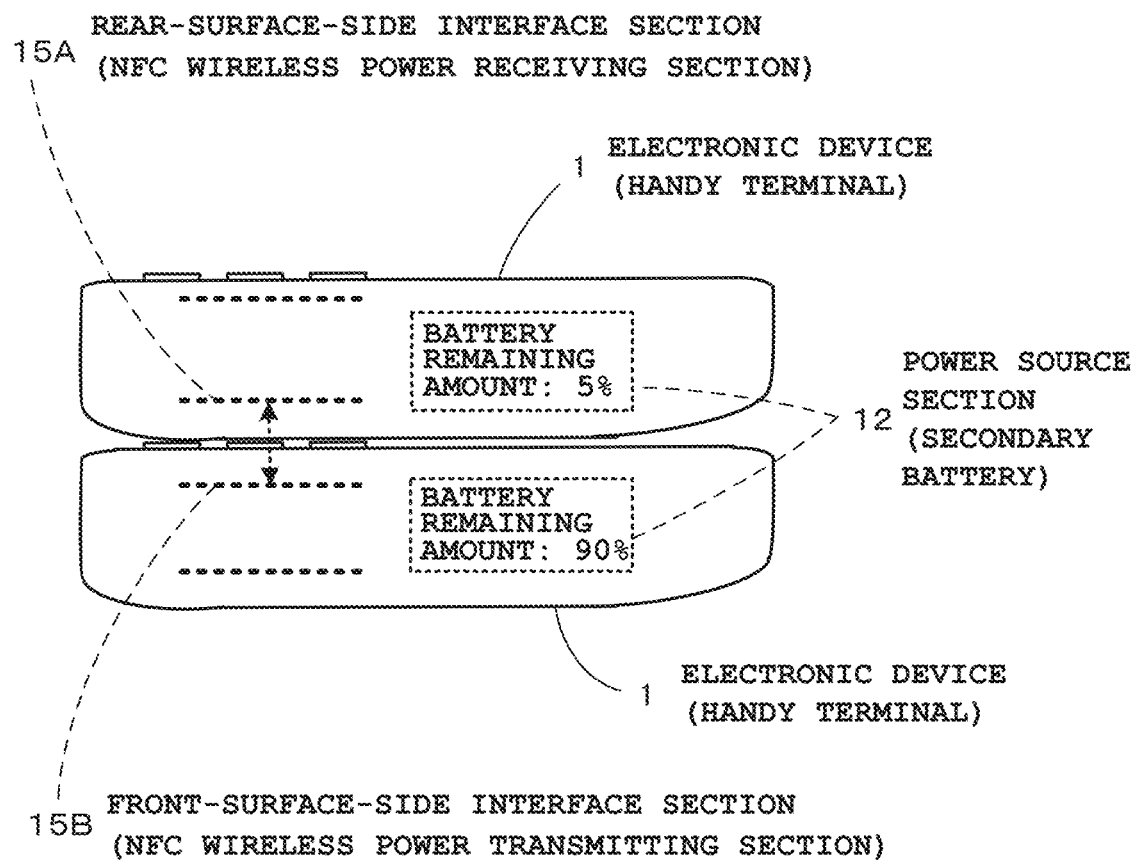 REAR-SURFACE-SIDE INTERFACE SECTION
15A (NFC WIRELESS POWER RECEIVING SECTION)
1 ELECTRONIC DEVICE
(HANDY TERMINAL)
BATTERY
REMAINING
AMOUNT: 5%
POWER SOURCE
12 SECTION
(SECONDARY
BATTERY)
BATTERY
REMAINING
AMOUNT: 90%
1 ELECTRONIC DEVICE
(HANDY TERMINAL)
15B FRONT-SURFACE-SIDE INTERFACE SECTION
(NFC WIRELESS POWER TRANSMITTING SECTION)